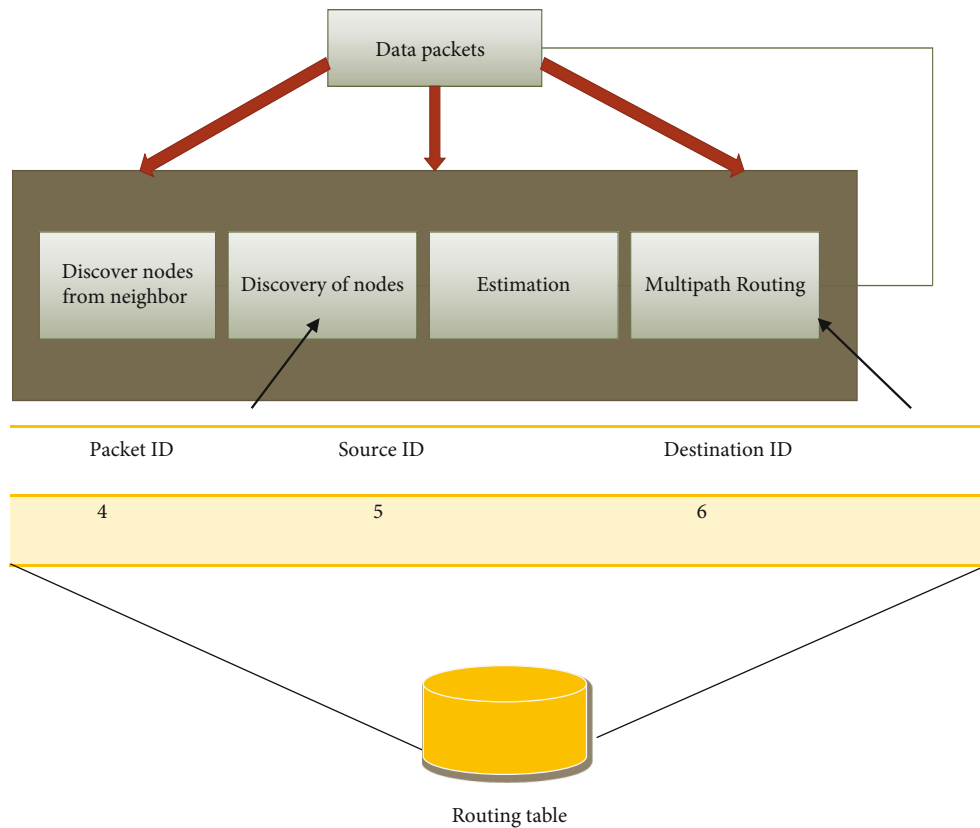 Data packets
Discover nodes
from neighbor
Discovery of nodes
Estimation
Multipath Routing
Packet ID
Source ID
Destination ID
4
5
6
Routing table